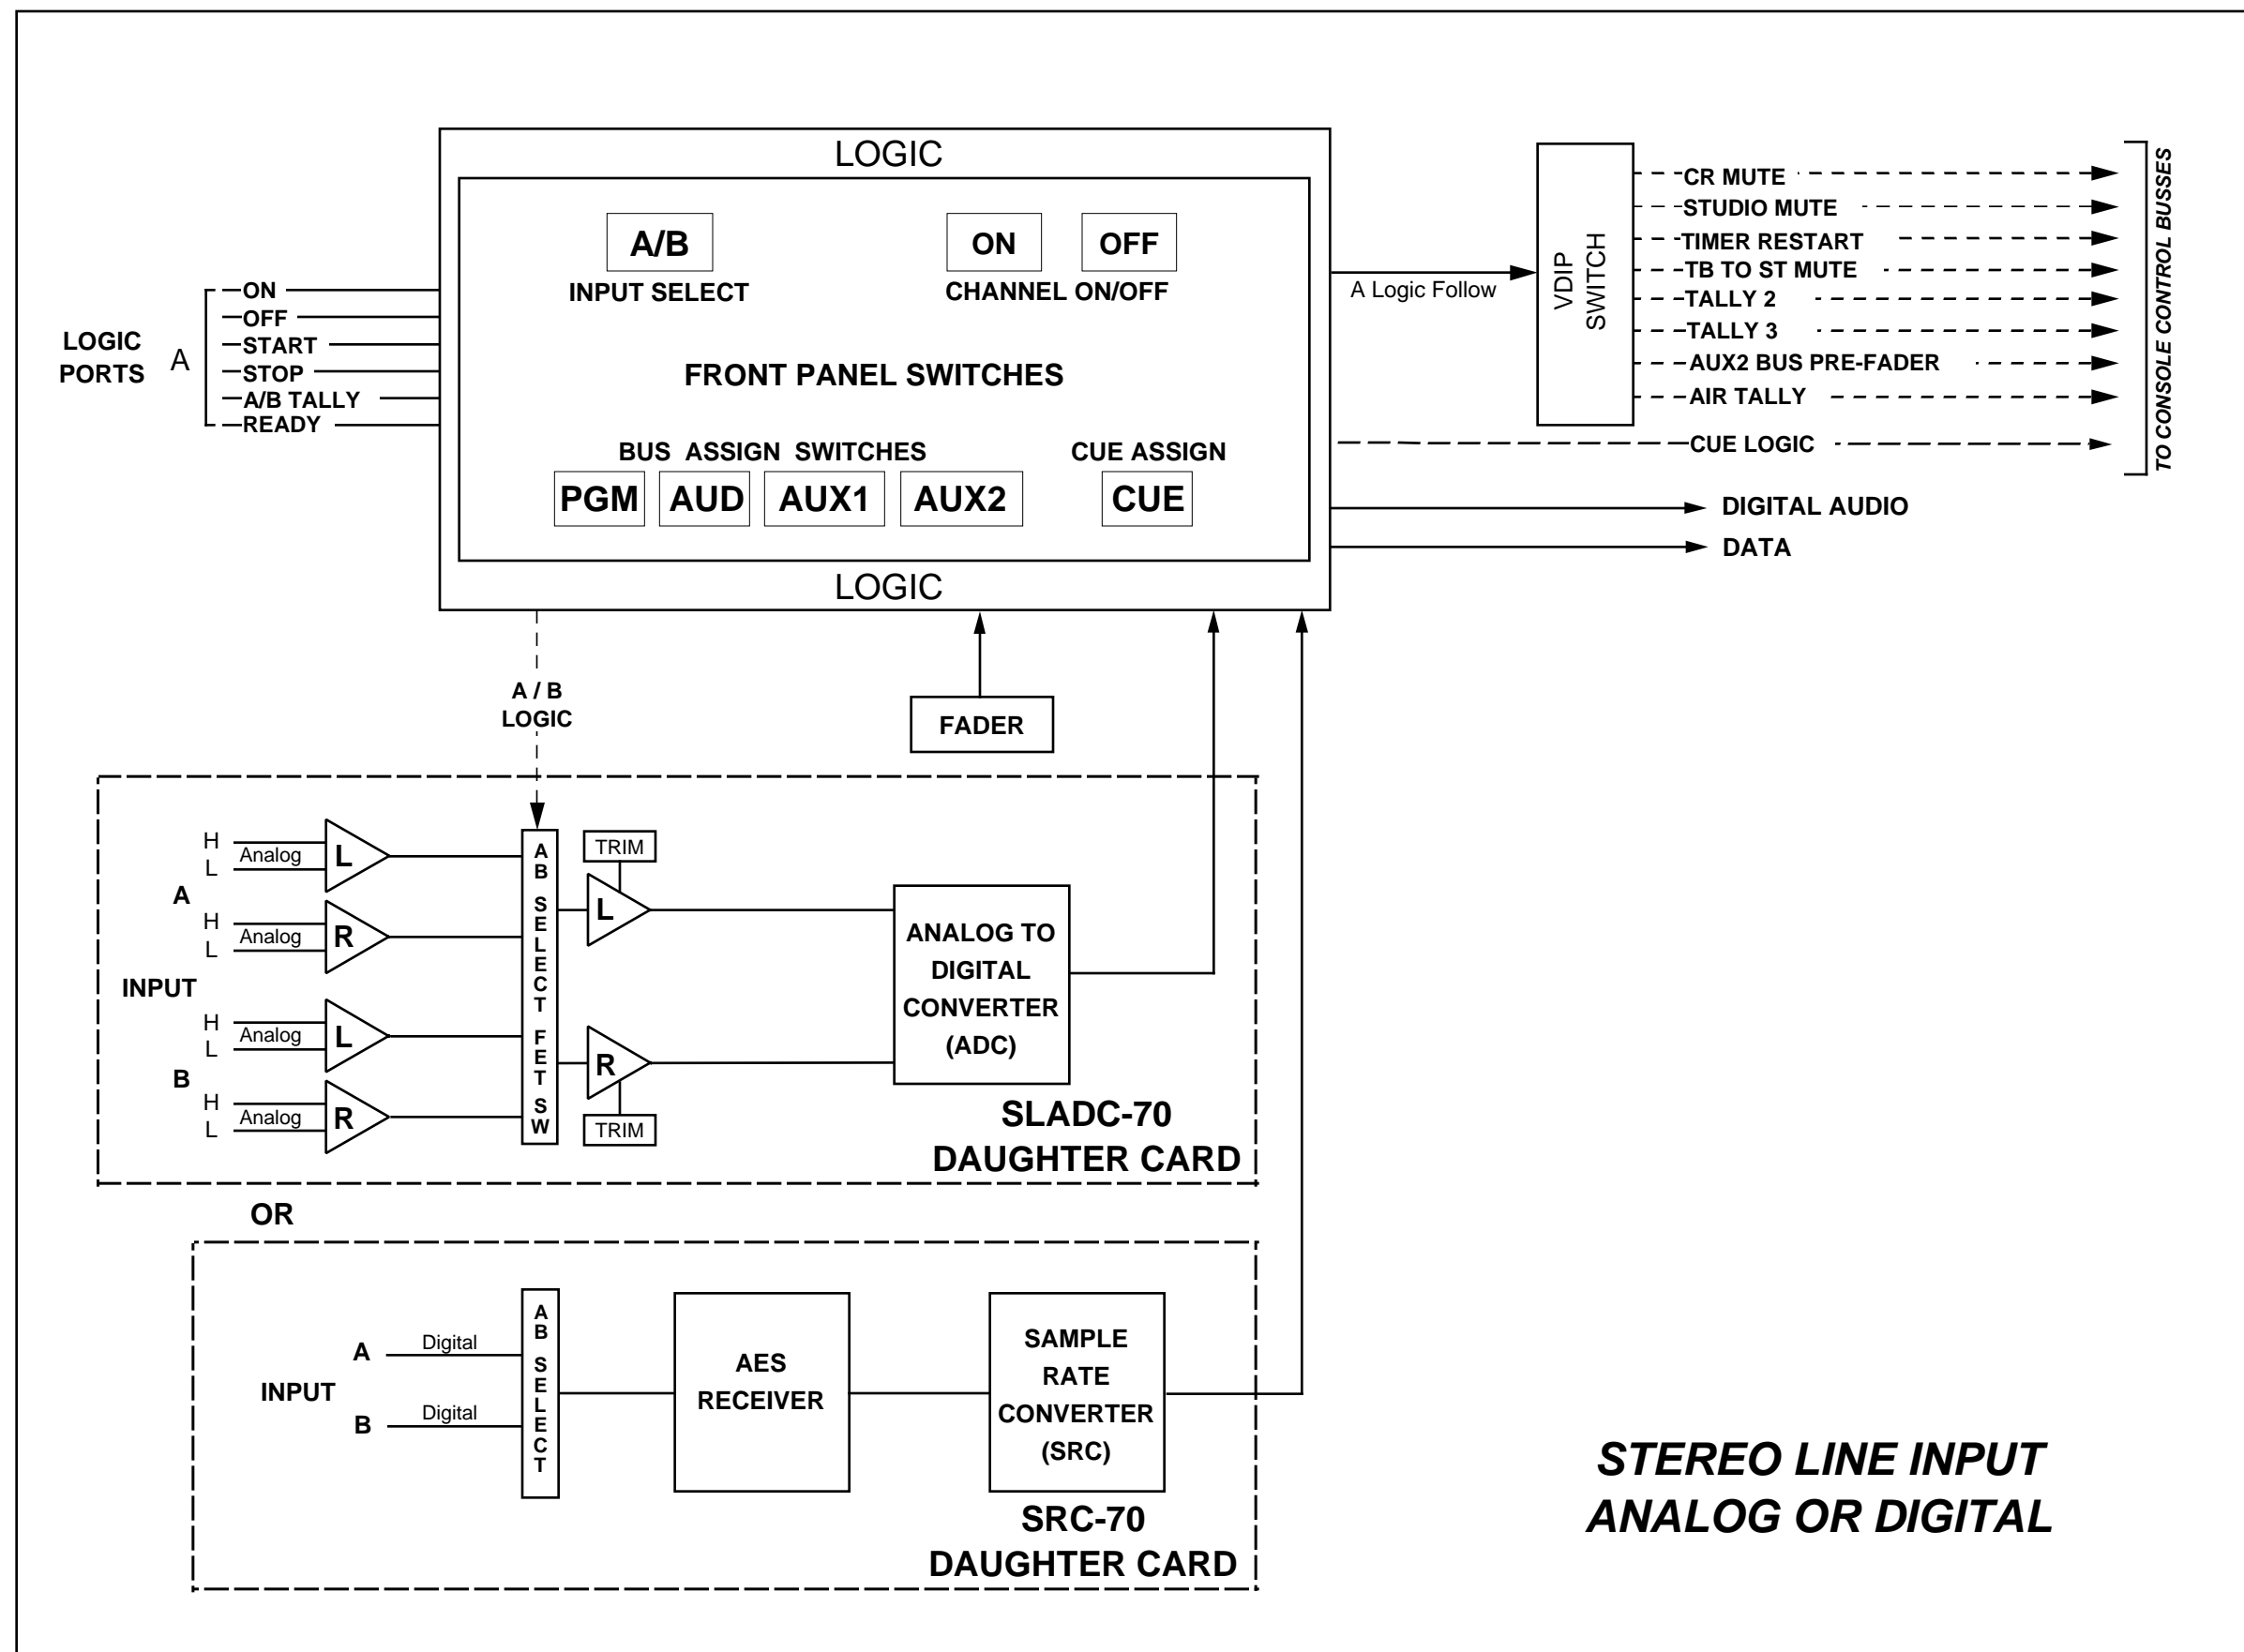 LOGIC
A/B
INPUT SELECT
ON
OFF
CHANNEL ON/OFF
FRONT PANEL SWITCHES
BUS ASSIGN SWITCHES
PGM
AUD
AUX1
AUX2
CUE ASSIGN
CUE
LOGIC
LOGIC
PORTS
A
ON
OFF
START
STOP
A/B TALLY
READY
A Logic Follow
VDIP
SWITCH
CR MUTE
STUDIO MUTE
TIMER RESTART
TB TO ST MUTE
TALLY 2
TALLY 3
AUX2 BUS PRE-FADER
AIR TALLY
CUE LOGIC
TO CONSOLE CONTROL BUSSES
DIGITAL AUDIO
DATA
A / B
LOGIC
FADER
INPUT
A
H
Analog
L
L
H
Analog
L
R
B
H
Analog
L
L
H
Analog
L
R
AB SELECT FET SW
TRIM
L
R
TRIM
ANALOG TO
DIGITAL
CONVERTER
(ADC)
SLADC-70
DAUGHTER CARD
OR
INPUT
A
Digital
B
Digital
AB SELECT
AES
RECEIVER
SAMPLE
RATE
CONVERTER
(SRC)
SRC-70
DAUGHTER CARD
STEREO LINE INPUT
ANALOG OR DIGITAL